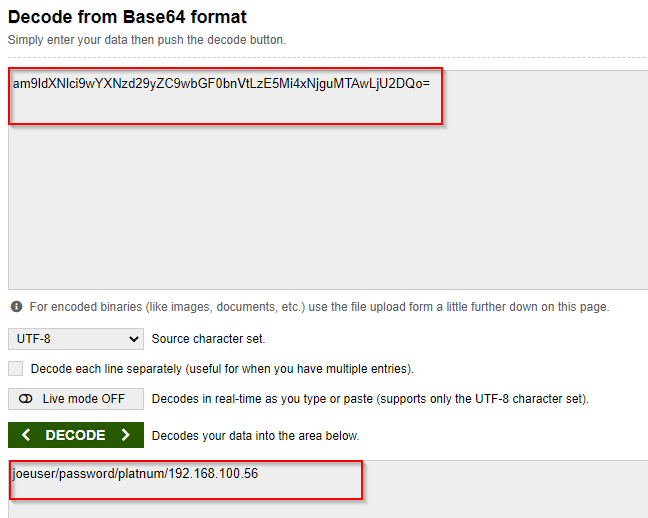 Decode from Base64 format
Simply enter your data then push the decode button.
am9ldXNlci9wYXNzd29yZC9wbGF0bnVtLzE5Mi4xNjguMTAwLjU2DQo=
For encoded binaries (like images, documents, etc.) use the file upload form a little further down on this page.
UTF-8 Source character set.
Decode each line separately (useful for when you have multiple entries).
Live mode OFF Decodes in real-time as you type or paste (supports only the UTF-8 character set).
DECODE Decodes your data into the area below.
joeuser/password/platnum/192.168.100.56